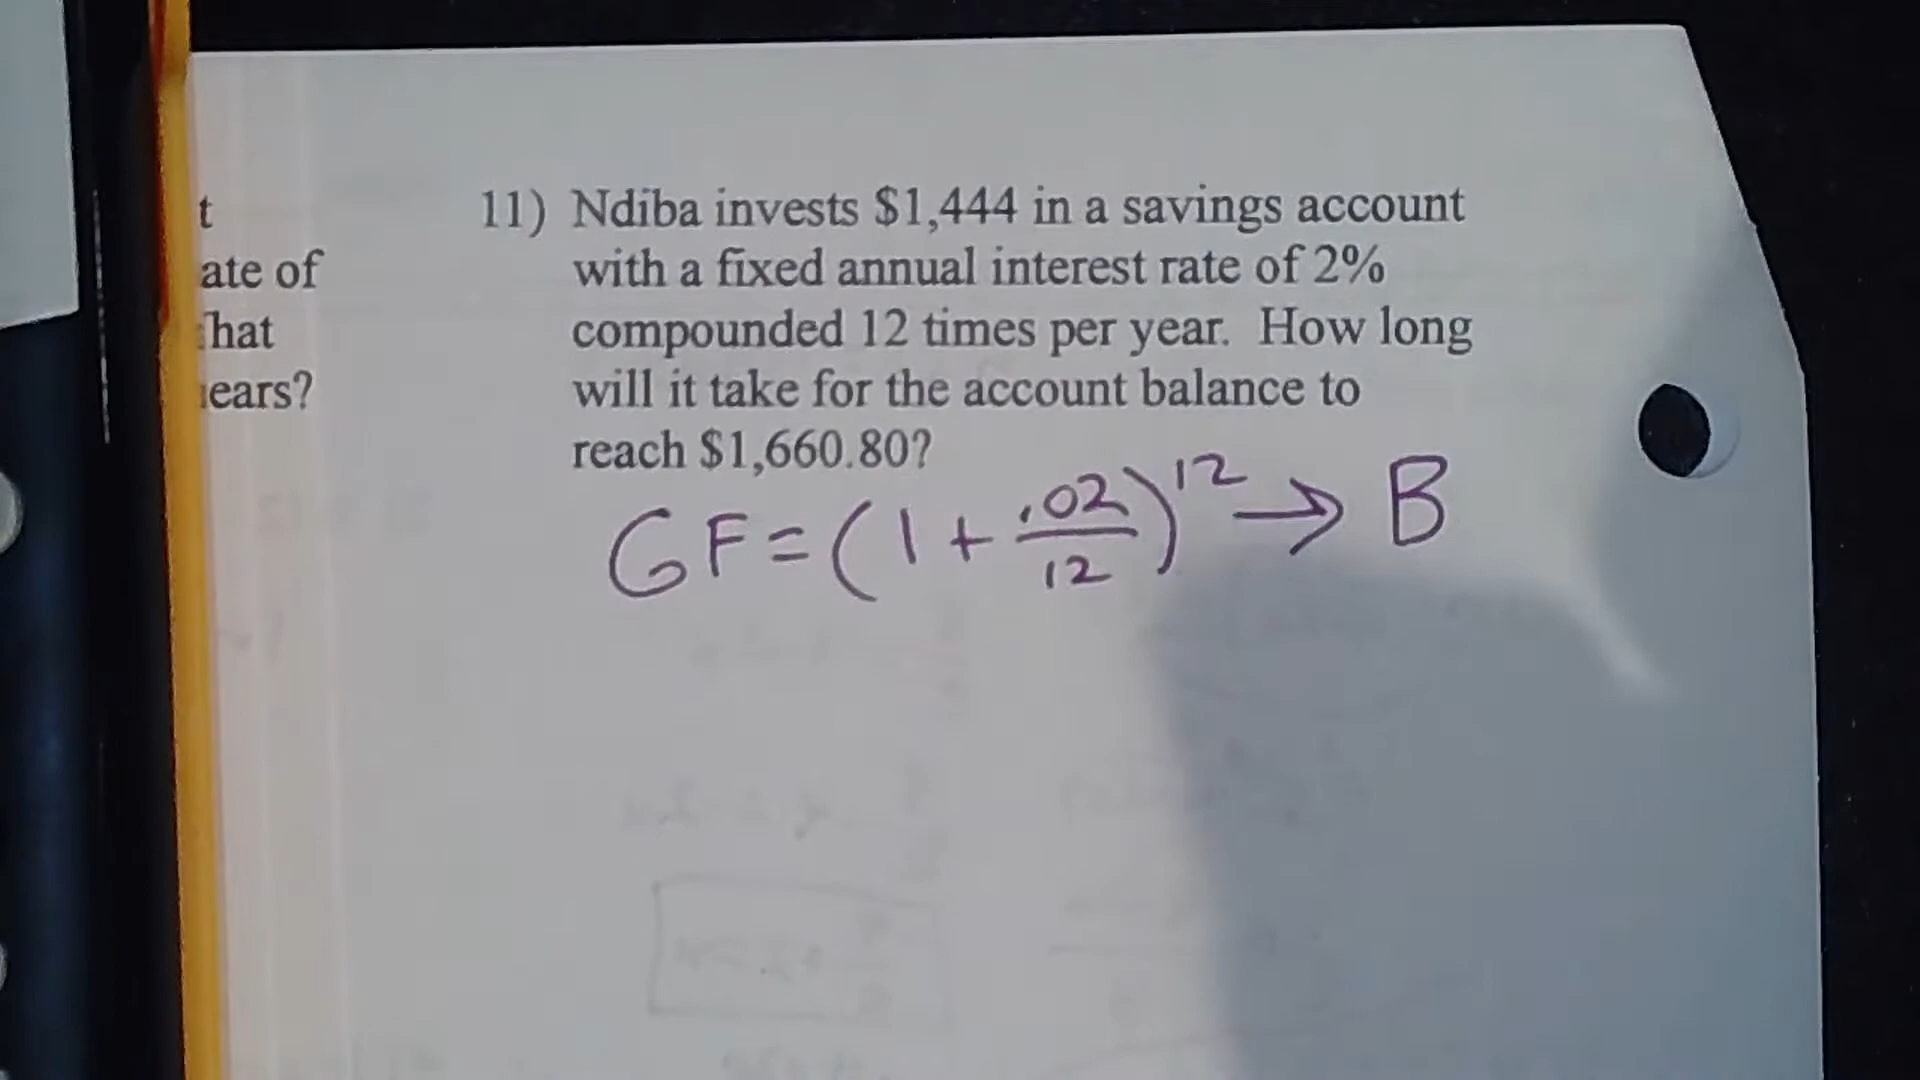 t
ate of
hat
ears?
11) Ndiba invests $1,444 in a savings account
with a fixed annual interest rate of 2%
compounded 12 times per year. How long
will it take for the account balance to
reach $1,660.80?
GF = (1 + .02/12)^12 → B